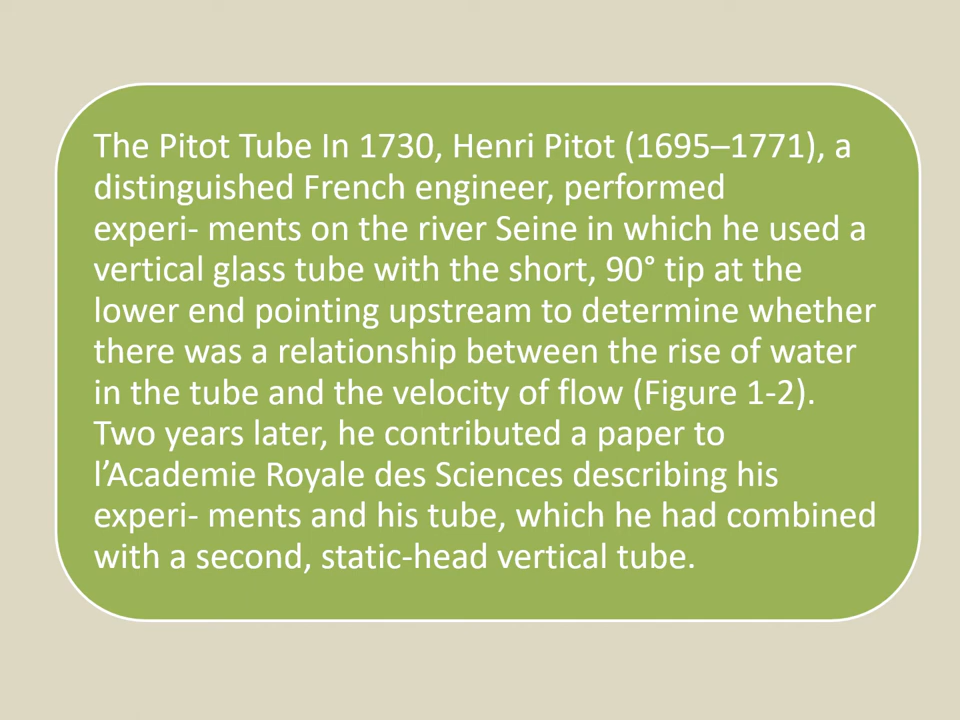 The Pitot Tube In 1730, Henri Pitot (1695–1771), a
distinguished French engineer, performed
experi- ments on the river Seine in which he used a
vertical glass tube with the short, 90° tip at the
lower end pointing upstream to determine whether
there was a relationship between the rise of water
in the tube and the velocity of flow (Figure 1-2).
Two years later, he contributed a paper to
l’Academie Royale des Sciences describing his
experi- ments and his tube, which he had combined
with a second, static-head vertical tube.